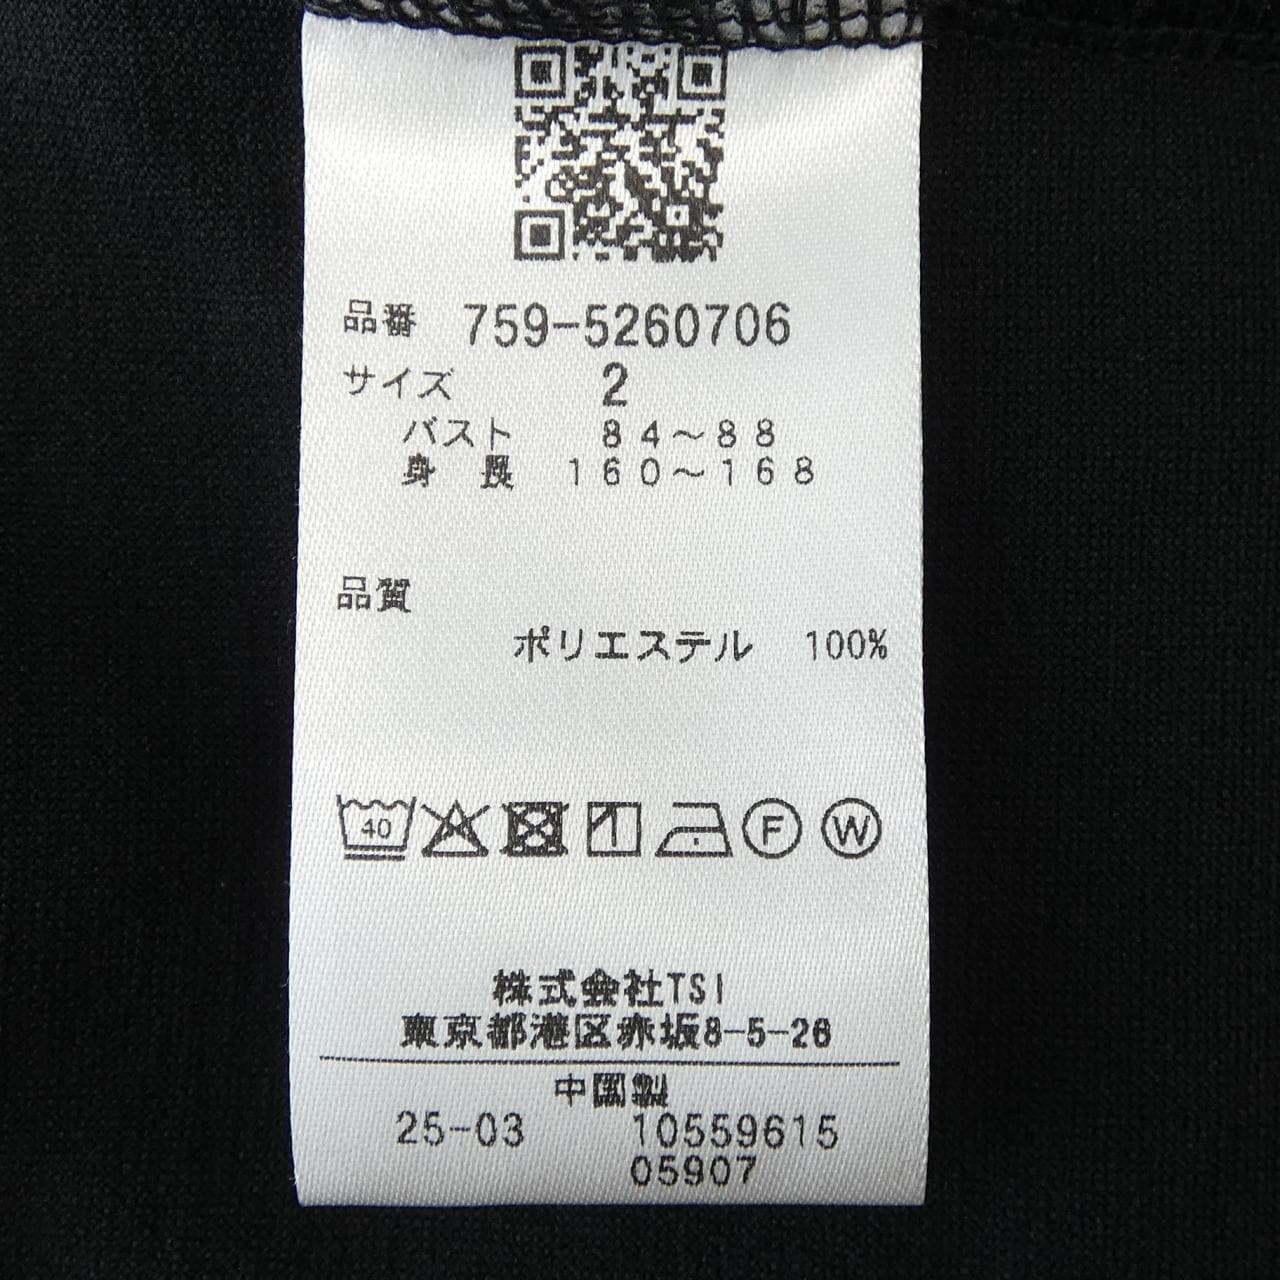 品番 759-5260706
サイズ 2
バスト 84～88
身長 160～168
品質
ポリエステル 100%
40 F W
株式会社TSI
東京都港区赤坂8-5-26
中国製
25-03 10559615
05907